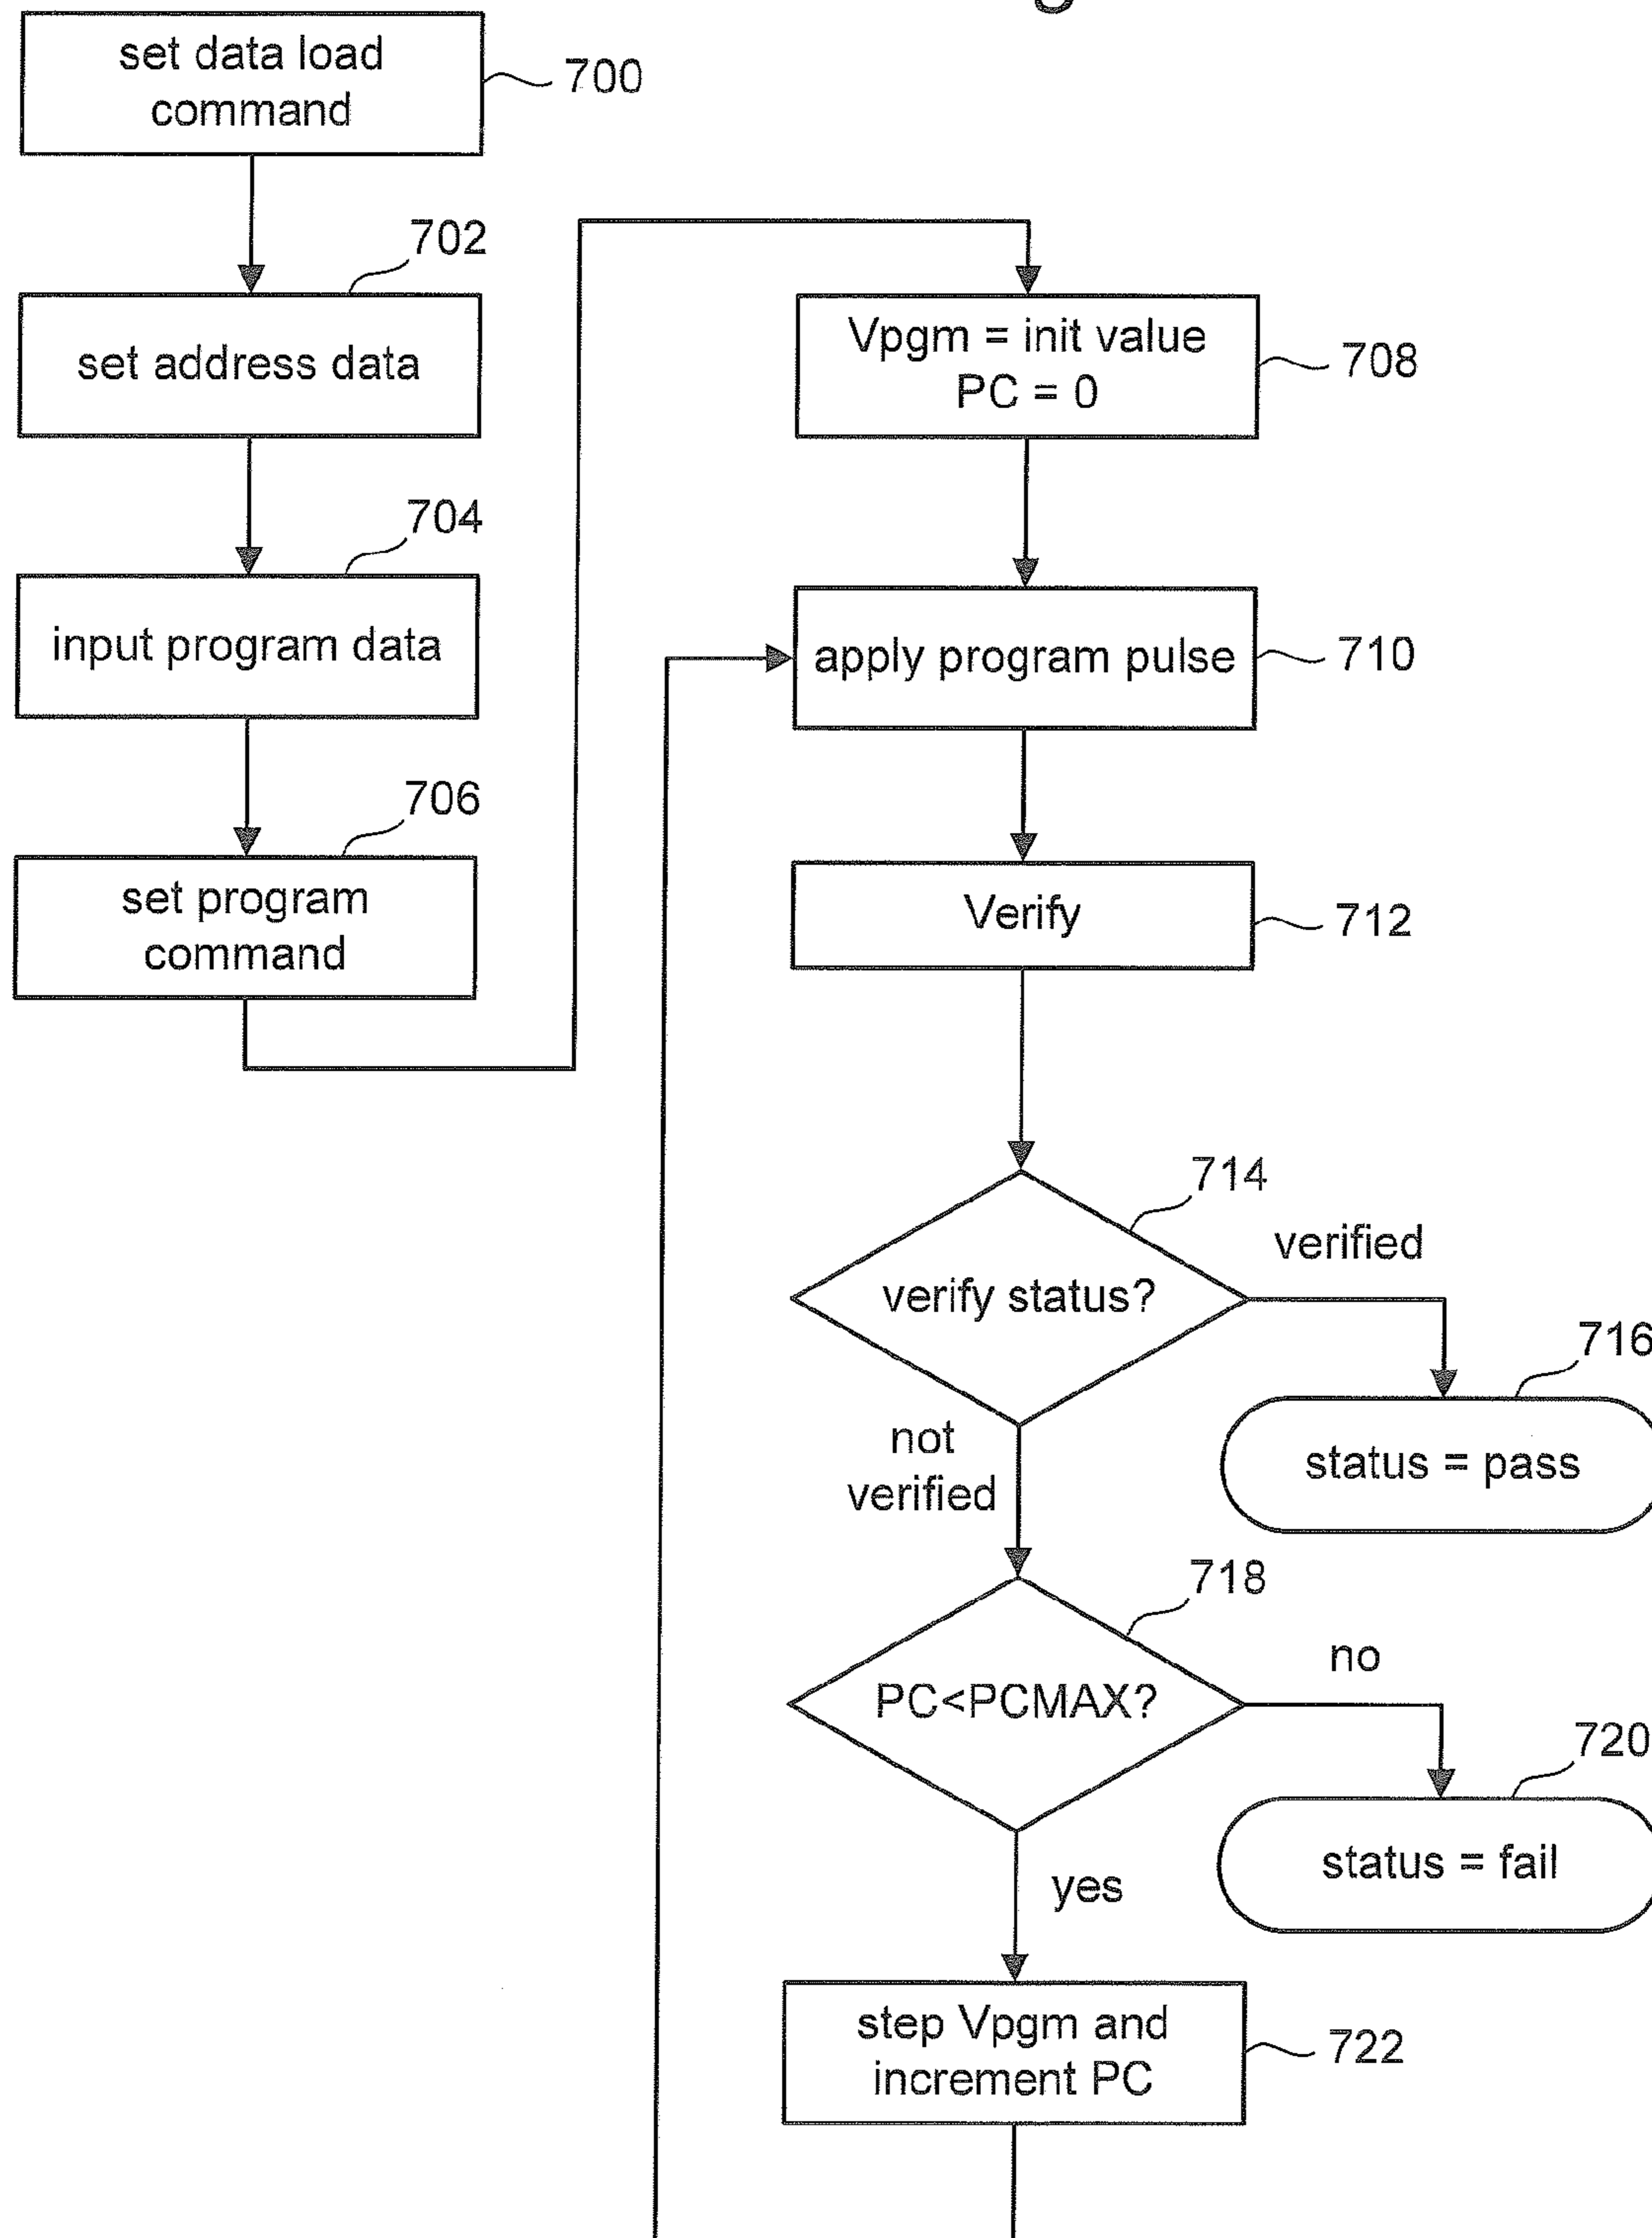 set data load
command
700
702
set address data
704
input program data
706
set program
command
Vpgm = init value
PC = 0
708
apply program pulse
710
Verify
712
714
verify status?
verified
716
status = pass
not
verified
718
PC<PCMAX?
no
720
status = fail
yes
step Vpgm and
increment PC
722